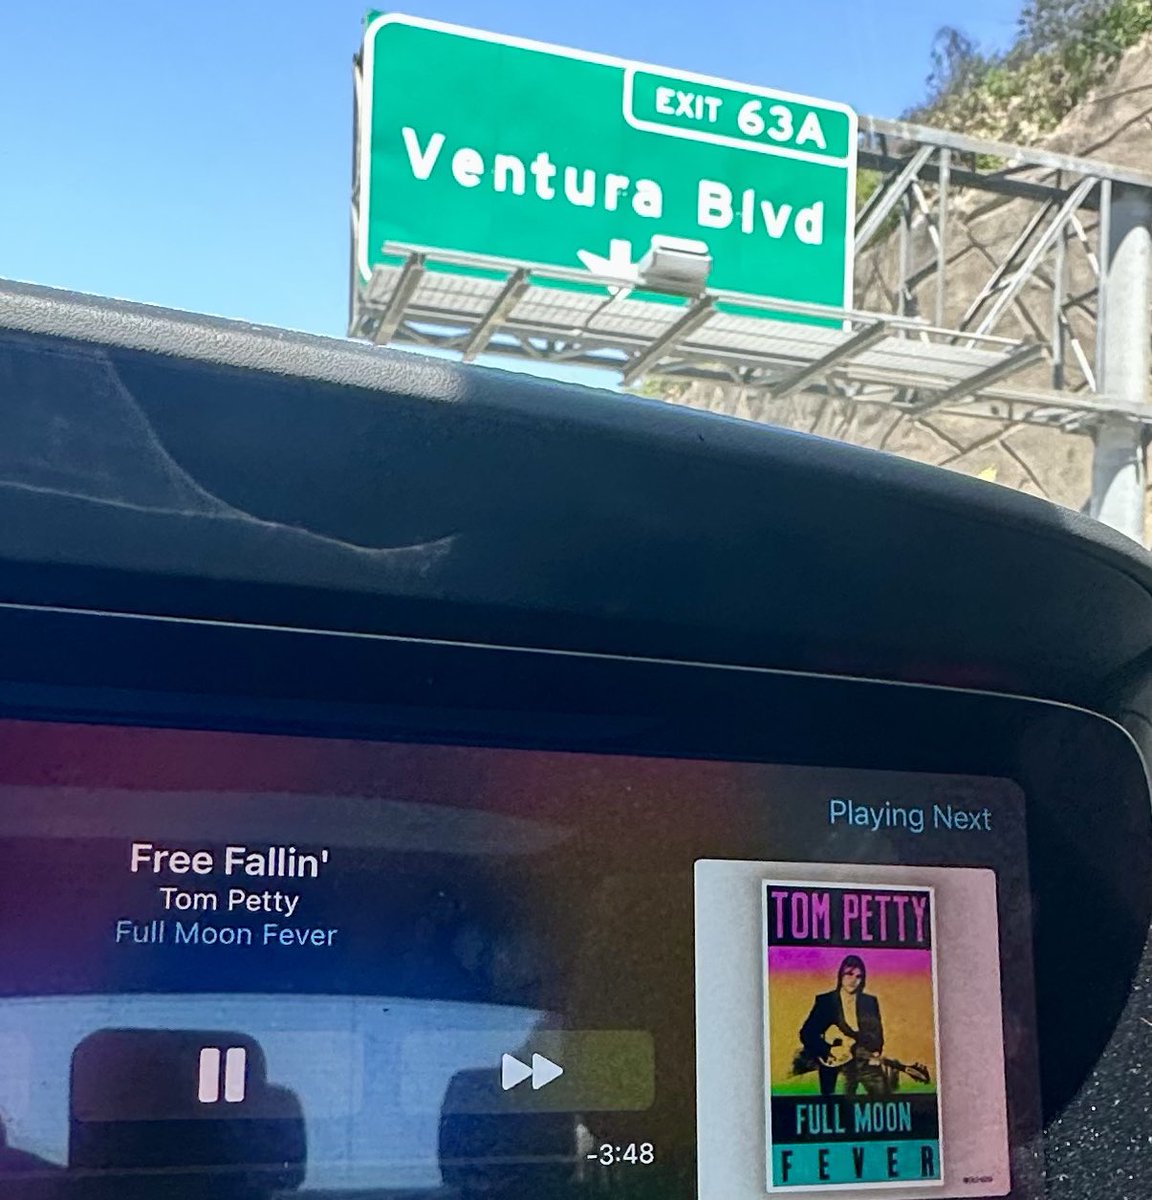 EXIT 63A
Ventura Blvd
Playing Next
Free Fallin'
Tom Petty
Full Moon Fever
-3:48
TOM PETTY
FULL MOON
FEVER